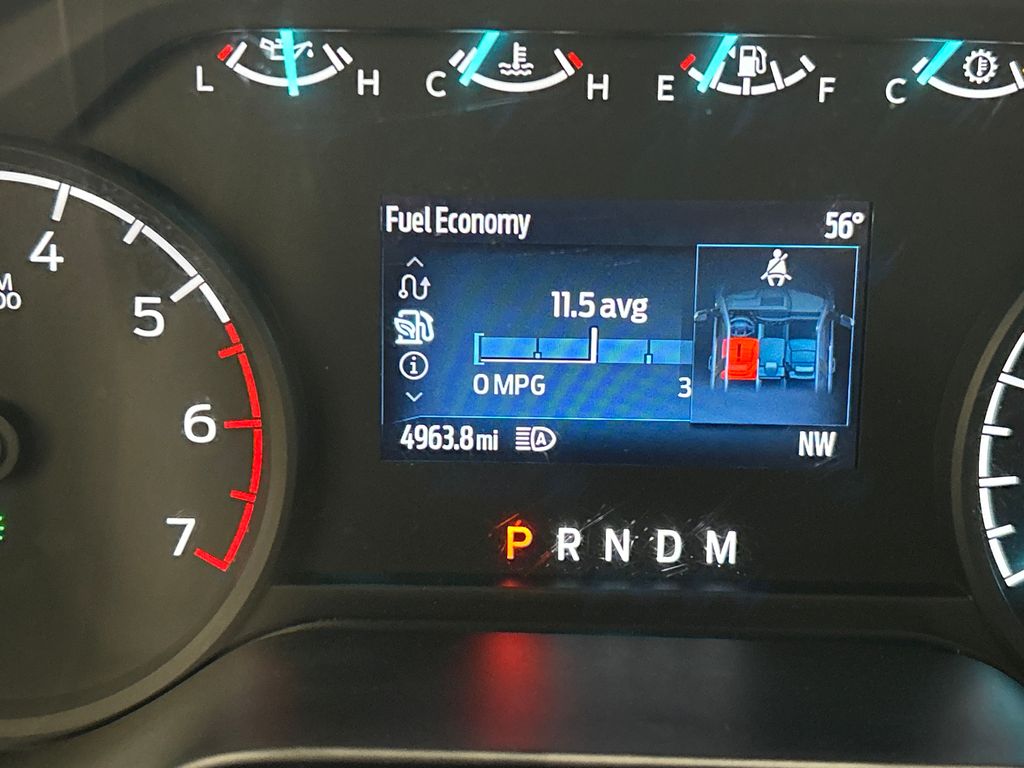 L H C H E F C
Fuel Economy 56°
4
5
11.5 avg
0 MPG 3
6
4963.8 mi A NW
7
P R N D M